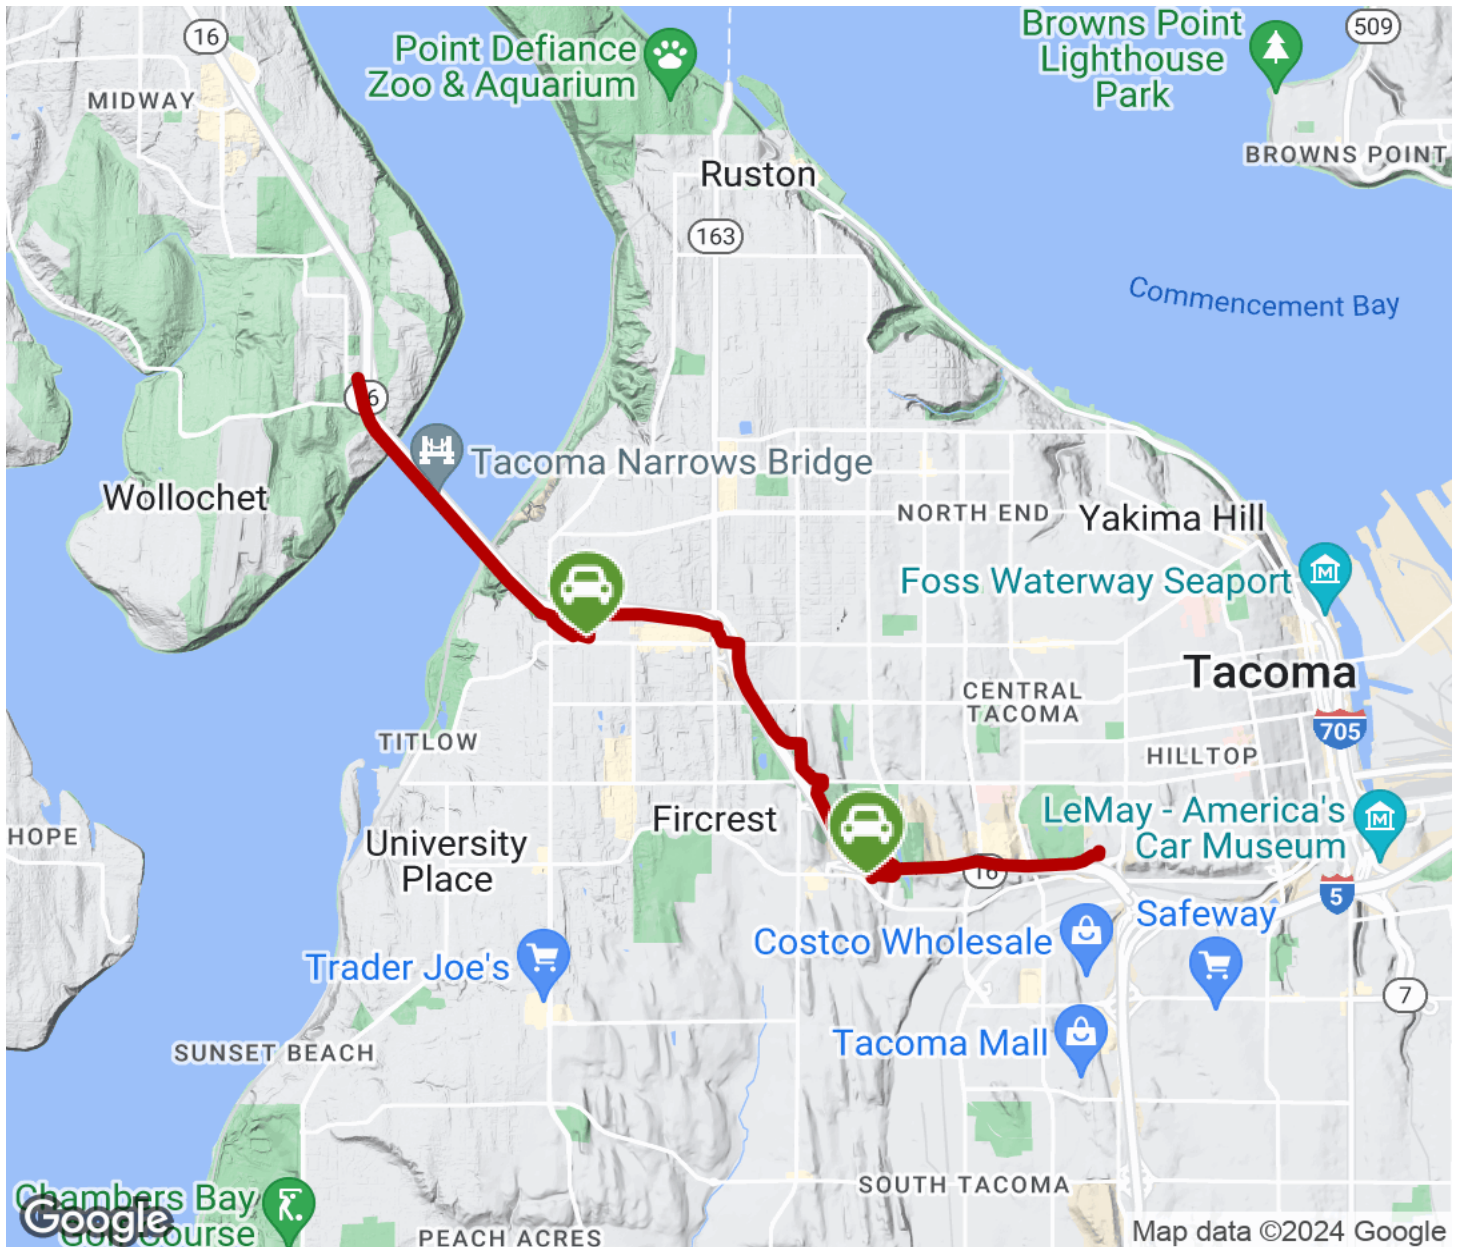 16
MIDWAY
Point Defiance
Zoo & Aquarium
Browns Point
Lighthouse
Park
509
BROWNS POINT
Ruston
163
Commencement Bay
16
Tacoma Narrows Bridge
Wollochet
NORTH END
Yakima Hill
Foss Waterway Seaport
Tacoma
CENTRAL
TACOMA
705
TITLOW
HILLTOP
HOPE
University
Place
Fircrest
LeMay - America's
Car Museum
16
5
Safeway
Costco Wholesale
Trader Joe's
7
Tacoma Mall
SUNSET BEACH
SOUTH TACOMA
Chambers Bay
Golf Course
Google
PEACH ACRES
Map data ©2024 Google